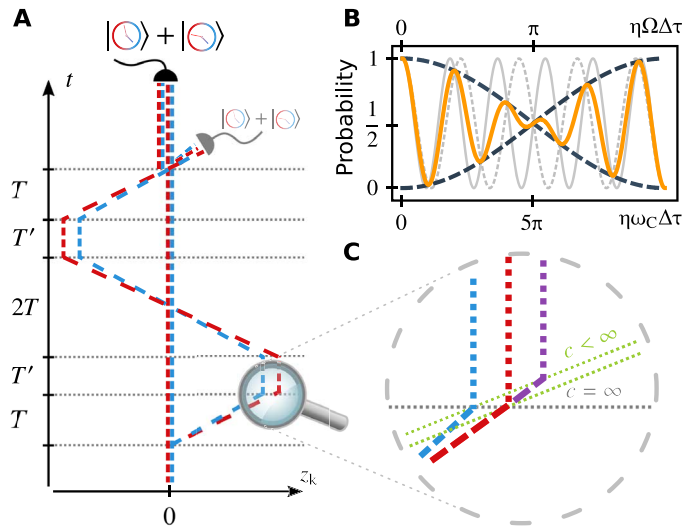 A
|⟩ + |⟩
t
|⟩ + |⟩
T
T′
2T
T′
T
z_k
0
B
0 π ηΩΔτ
Probability
1
1
2
0
0 5π ηω_CΔτ
C
c < ∞
c = ∞